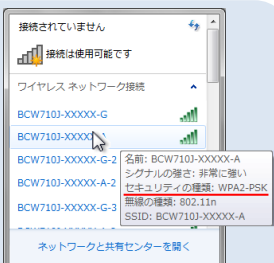 接続されていません
接続は使用可能です
ワイヤレス ネットワーク接続
BCW710J-XXXXX-G
BCW710J-XXXXX-
名前: BCW710J-XXXXX-A
BCW710J-XXXXX-G-2
シグナルの強さ: 非常に強い
BCW710J-XXXXX-A-2
セキュリティの種類: WPA2-PSK
無線の種類: 802.11n
BCW710J-XXXXX-G-3
SSID: BCW710J-XXXXX-A
ネットワークと共有センターを開く